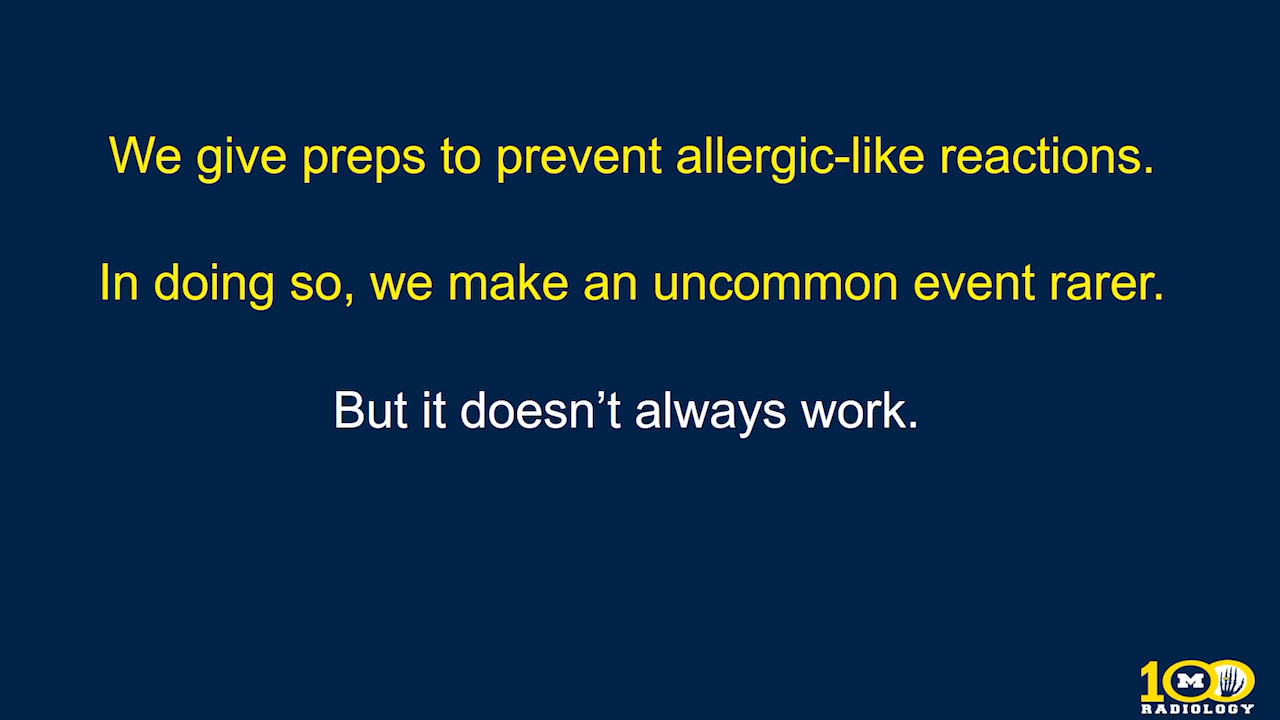 We give preps to prevent allergic-like reactions.
In doing so, we make an uncommon event rarer.
But it doesn’t always work.
100
M
RADIOLOGY